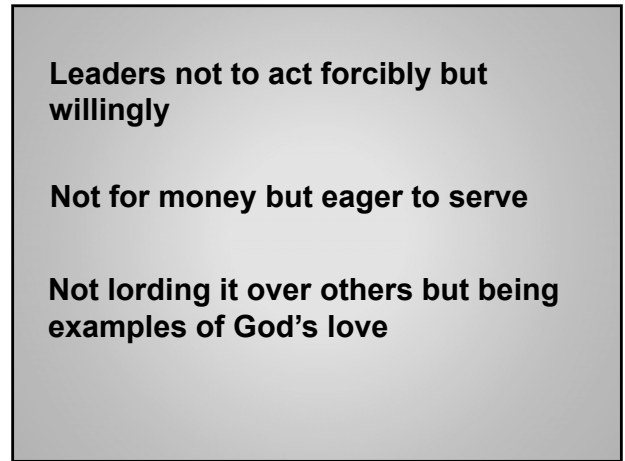 Leaders not to act forcibly but
willingly
Not for money but eager to serve
Not lording it over others but being
examples of God’s love